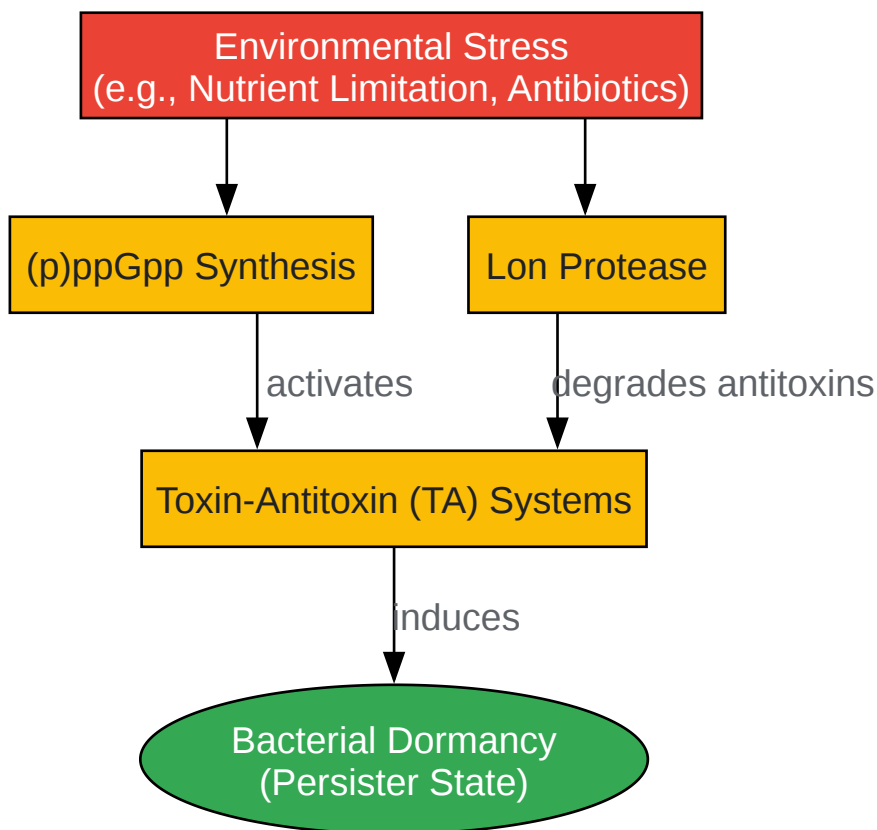 Environmental Stress
(e.g., Nutrient Limitation, Antibiotics)
(p)ppGpp Synthesis
Lon Protease
activates
degrades antitoxins
Toxin-Antitoxin (TA) Systems
induces
Bacterial Dormancy
(Persister State)